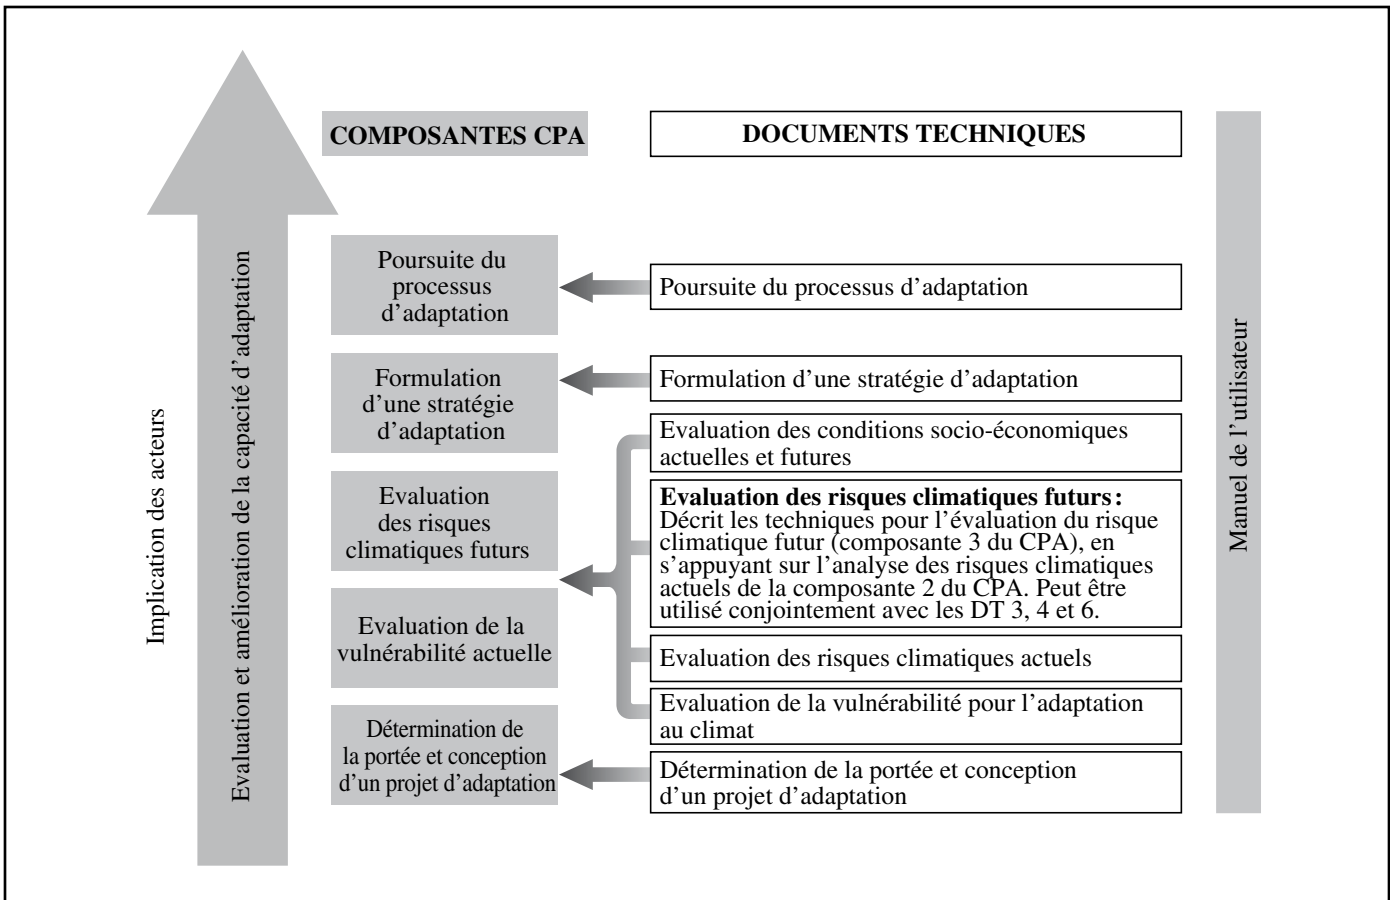 Implication des acteurs
Evaluation et amélioration de la capacité d’adaptation
COMPOSANTES CPA
Poursuite du
processus
d’adaptation
Formulation
d’une stratégie
d’adaptation
Evaluation
des risques
climatiques futurs
Evaluation de la
vulnérabilité actuelle
Détermination de
la portée et conception
d’un projet d’adaptation
DOCUMENTS TECHNIQUES
Poursuite du processus d’adaptation
Formulation d’une stratégie d’adaptation
Evaluation des conditions socio-économiques
actuelles et futures
Evaluation des risques climatiques futurs :
Décrit les techniques pour l’évaluation du risque
climatique futur (composante 3 du CPA), en
s’appuyant sur l’analyse des risques climatiques
actuels de la composante 2 du CPA. Peut être
utilisé conjointement avec les DT 3, 4 et 6.
Evaluation des risques climatiques actuels
Evaluation de la vulnérabilité pour l’adaptation
au climat
Détermination de la portée et conception
d’un projet d’adaptation
Manuel de l’utilisateur